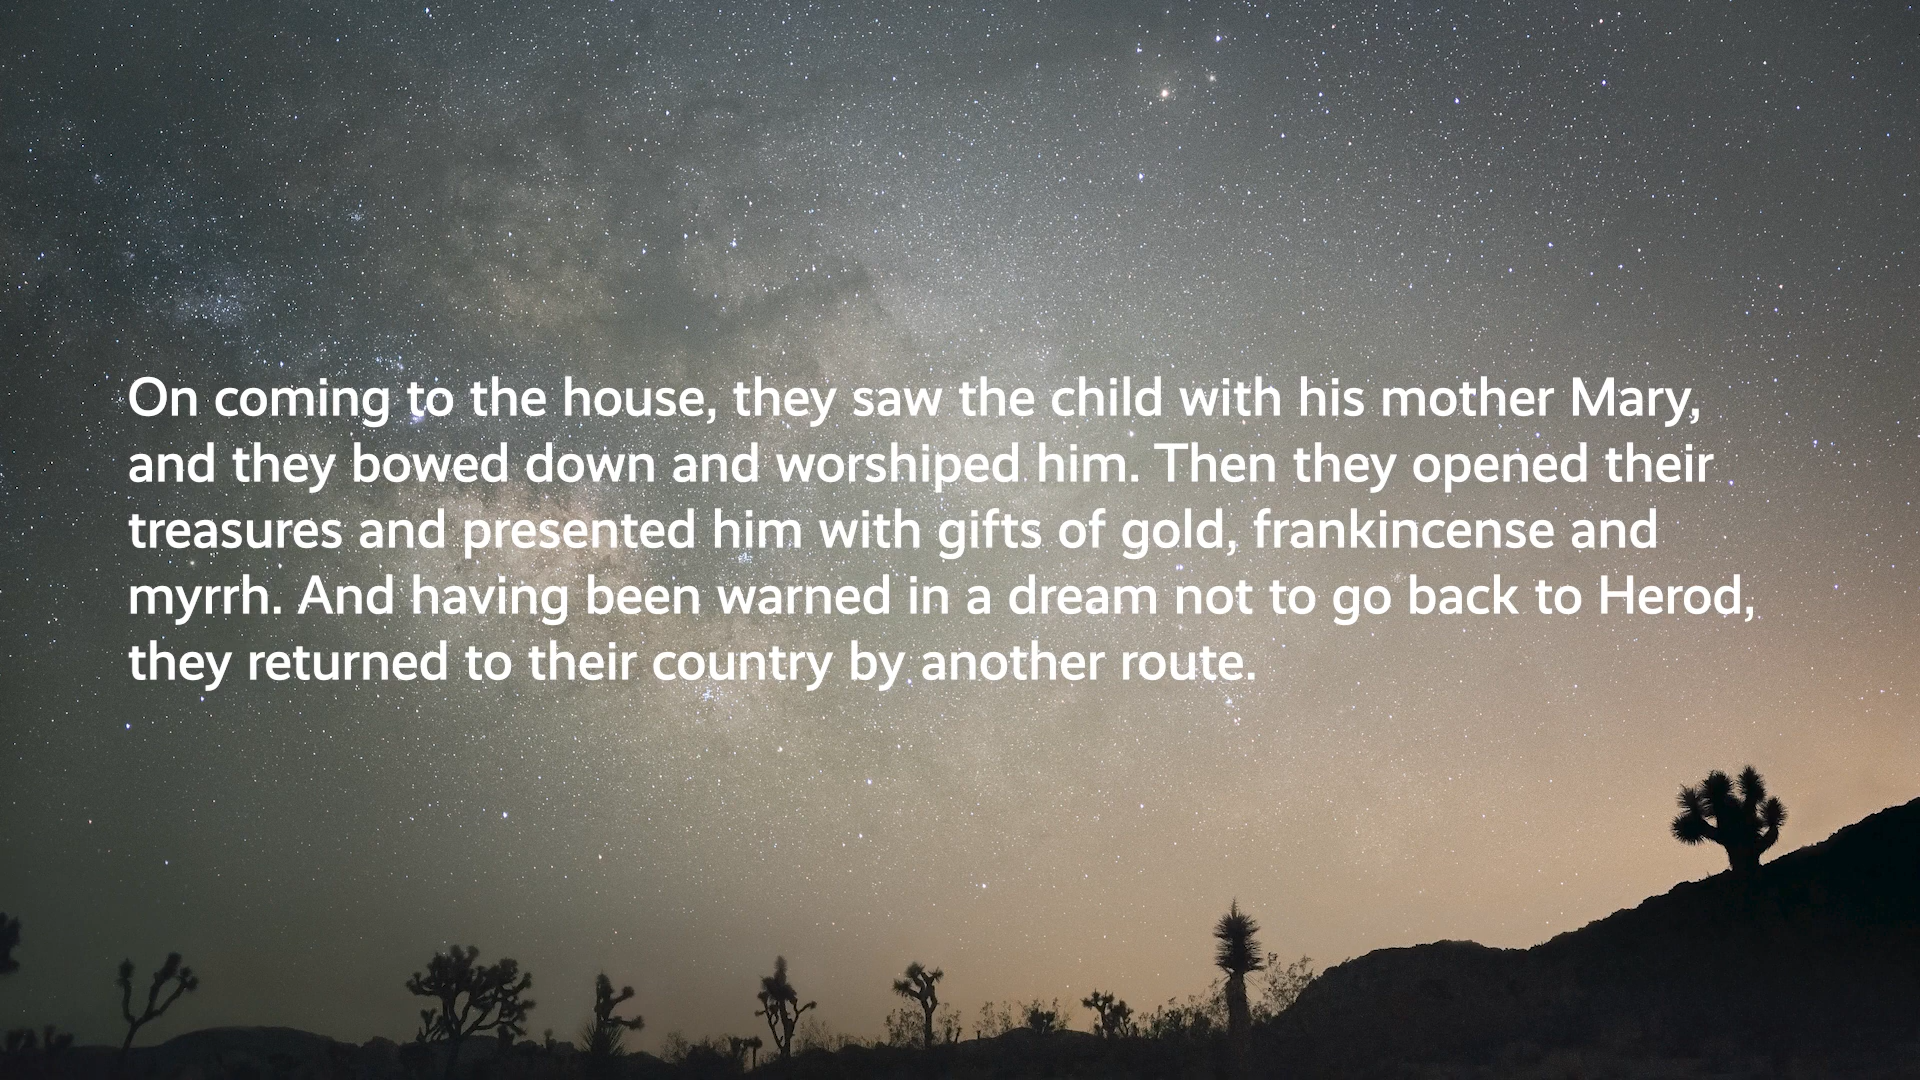 On coming to the house, they saw the child with his mother Mary,
and they bowed down and worshiped him. Then they opened their
treasures and presented him with gifts of gold, frankincense and
myrrh. And having been warned in a dream not to go back to Herod,
they returned to their country by another route.